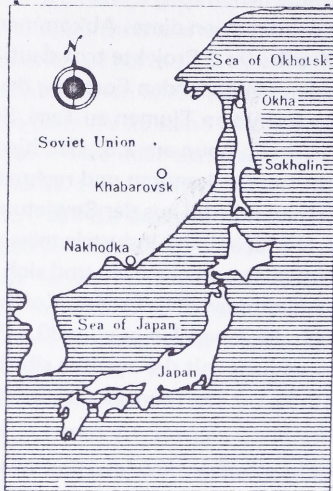 N
Sea of Okhotsk
Okha
Soviet Union
Sakhalin
Khabarovsk
Nakhodka
Sea of Japan
Japan